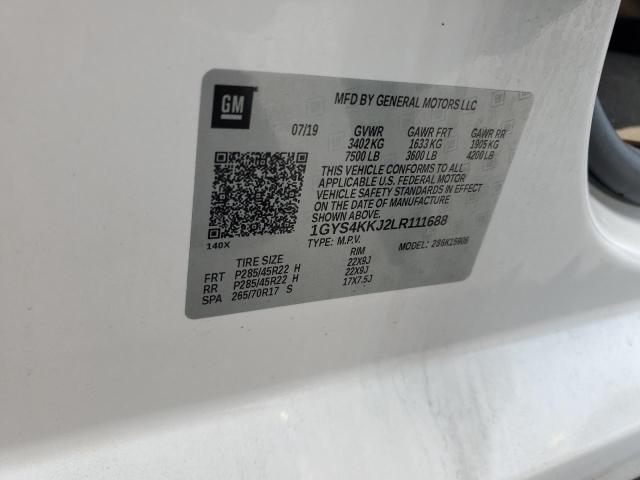 GM
MFD BY GENERAL MOTORS LLC
07/19 GVWR GAWR FRT GAWR RR
3402 KG 1633 KG 1905 KG
7500 LB 3600 LB 4200 LB
THIS VEHICLE CONFORMS TO ALL
APPLICABLE U.S. FEDERAL MOTOR
VEHICLE SAFETY STANDARDS IN EFFECT
ON THE DATE OF MANUFACTURE.
1GYS4KKJ2LR111688
140X
TYPE: M.P.V. MODEL: 2S6K15906
TIRE SIZE RIM
FRT P285/45R22 H 22X9J
RR P285/45R22 H 22X9J
SPA 265/70R17 S 17X7.5J